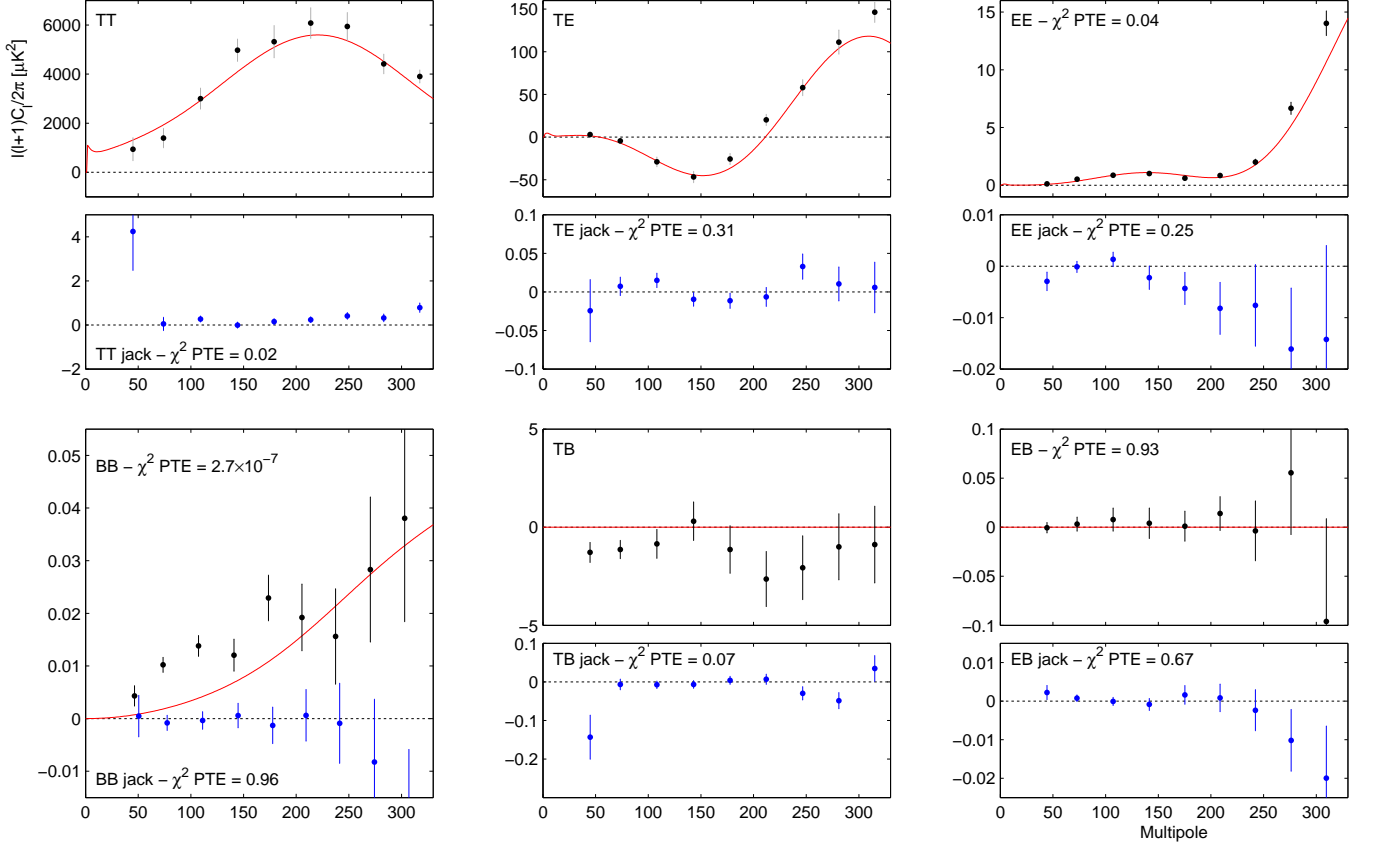 TT
TE
EE − χ² PTE = 0.04
l(l+1)C_l/2π [μK²]
6000
4000
2000
0
150
100
50
0
−50
15
10
5
0
TT jack − χ² PTE = 0.02
4
2
0
−2
0 50 100 150 200 250 300
TE jack − χ² PTE = 0.31
0.1
0.05
0
−0.05
−0.1
0 50 100 150 200 250 300
EE jack − χ² PTE = 0.25
0.01
0
−0.01
−0.02
0 50 100 150 200 250 300
BB − χ² PTE = 2.7×10⁻⁷
0.05
0.04
0.03
0.02
0.01
0
−0.01
BB jack − χ² PTE = 0.96
0 50 100 150 200 250 300
TB
5
0
−5
EB − χ² PTE = 0.93
0.1
0.05
0
−0.05
−0.1
TB jack − χ² PTE = 0.07
0.1
0
−0.1
−0.2
0 50 100 150 200 250 300
EB jack − χ² PTE = 0.67
0.01
0
−0.01
−0.02
0 50 100 150 200 250 300
Multipole